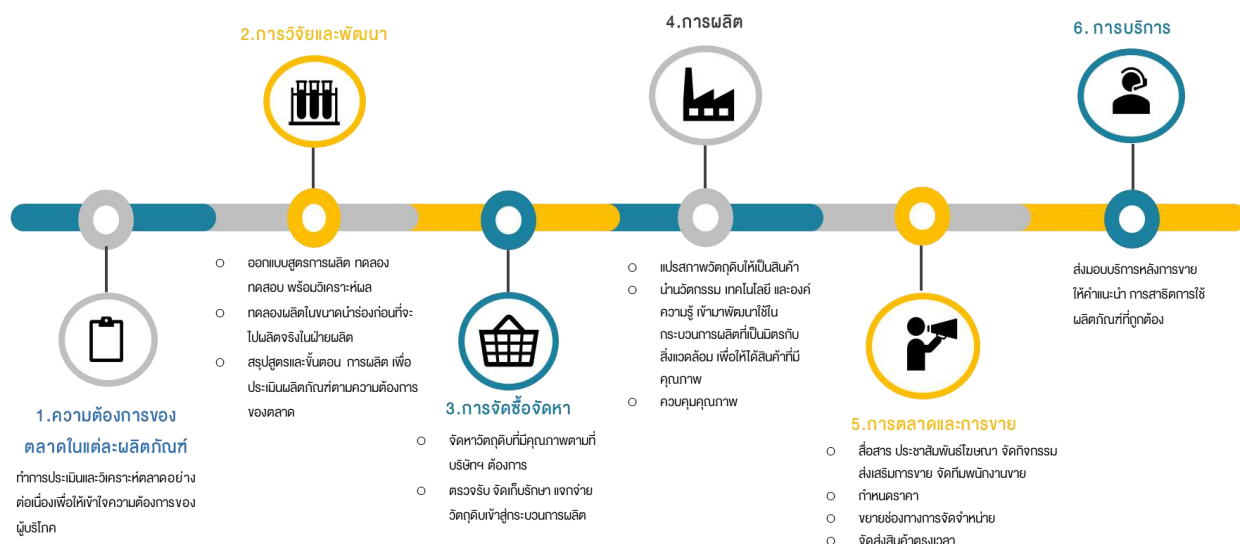 1.ความต้องการของ
ตลาดในแต่ละผลิตภัณฑ์
ทำการประเมินและวิเคราะห์ตลาดอย่าง
ต่อเนื่องเพื่อให้เข้าใจความต้องการของ
ผู้บริโภค
2.การวิจัยและพัฒนา
○ ออกแบบสูตรการผลิต ทดลอง
ทดสอบ พร้อมวิเคราะห์ผล
○ ทดลองผลิตในขนาดนำร่องก่อนที่จะ
ไปผลิตจริงในฝ่ายผลิต
○ สรุปสูตรและขั้นตอน การผลิต เพื่อ
ประเมินผลิตภัณฑ์ตามความต้องการ
ของตลาด
3.การจัดซื้อจัดหา
○ จัดหาวัตถุดิบที่มีคุณภาพตามที่
บริษัทฯ ต้องการ
○ ตรวจรับ จัดเก็บรักษา แจกจ่าย
วัตถุดิบเข้าสู่กระบวนการผลิต
4.การผลิต
○ แปรสภาพวัตถุดิบให้เป็นสินค้า
○ นำนวัตกรรม เทคโนโลยี และองค์
ความรู้ เข้ามาพัฒนาใช้ใน
กระบวนการผลิตที่เป็นมิตรกับ
สิ่งแวดล้อม เพื่อให้ได้สินค้าที่มี
คุณภาพ
○ ควบคุมคุณภาพ
5.การตลาดและการขาย
○ สื่อสาร ประชาสัมพันธ์โฆษณา จัดกิจกรรม
ส่งเสริมการขาย จัดทีมพนักงานขาย
○ กำหนดราคา
○ ขยายช่องทางการจัดจำหน่าย
○ จัดส่งสินค้าตรงเวลา
6. การบริการ
ส่งมอบบริการหลังการขาย
ให้คำแนะนำ การสาธิตการใช้
ผลิตภัณฑ์ที่ถูกต้อง